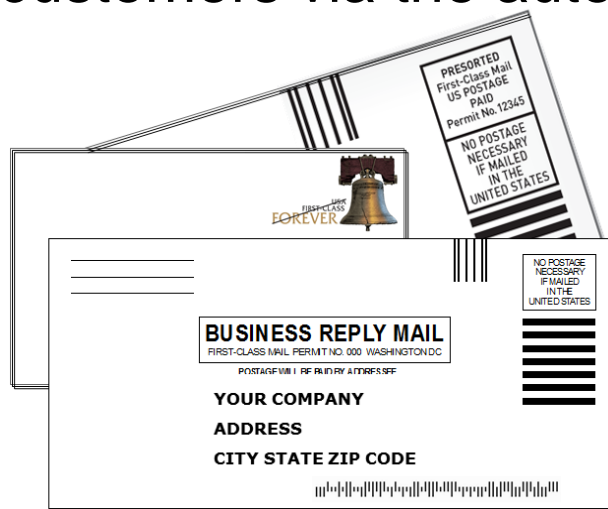 customers via the auto
PRESORTED
First-Class Mail
US POSTAGE
PAID
Permit No. 12345
NO POSTAGE
NECESSARY
IF MAILED
IN THE
UNITED STATES
USA
FIRST-CLASS
FOREVER
NO POSTAGE
NECESSARY
IF MAILED
IN THE
UNITED STATES
BUSINESS REPLY MAIL
FIRST-CLASS MAIL PERMIT NO. 000 WASHINGTON DC
POSTAGE WILL BE PAID BY ADDRESSEE
YOUR COMPANY
ADDRESS
CITY STATE ZIP CODE